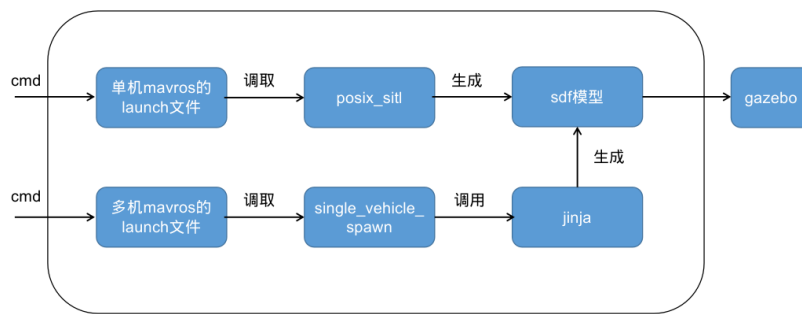 cmd
单机mavros的
launch文件
调取
posix_sitl
生成
sdf模型
gazebo
生成
cmd
多机mavros的
launch文件
调取
single_vehicle_
spawn
调用
jinja